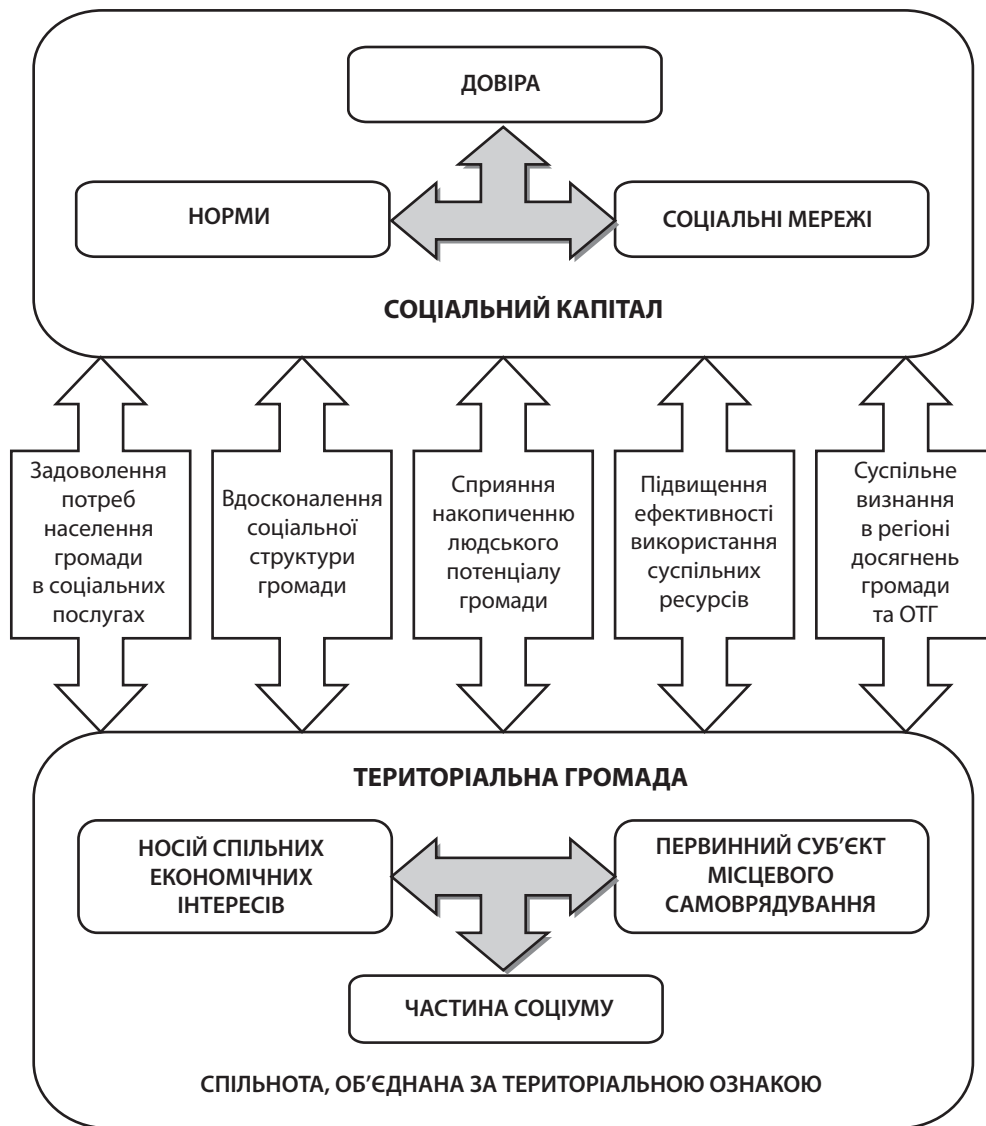 ДОВІРА
НОРМИ
СОЦІАЛЬНІ МЕРЕЖІ
СОЦІАЛЬНИЙ КАПІТАЛ
Задоволення
потреб
населення
громади
в соціальних
послугах
Вдосконалення
соціальної
структури
громади
Сприяння
накопиченню
людського
потенціалу
громади
Підвищення
ефективності
використання
суспільних
ресурсів
Суспільне
визнання
в регіоні
досягнень
громади
та ОТГ
ТЕРИТОРІАЛЬНА ГРОМАДА
НОСІЙ СПІЛЬНИХ
ЕКОНОМІЧНИХ
ІНТЕРЕСІВ
ПЕРВИННИЙ СУБ’ЄКТ
МІСЦЕВОГО
САМОВРЯДУВАННЯ
ЧАСТИНА СОЦІУМУ
СПІЛЬНОТА, ОБ’ЄДНАНА ЗА ТЕРИТОРІАЛЬНОЮ ОЗНАКОЮ